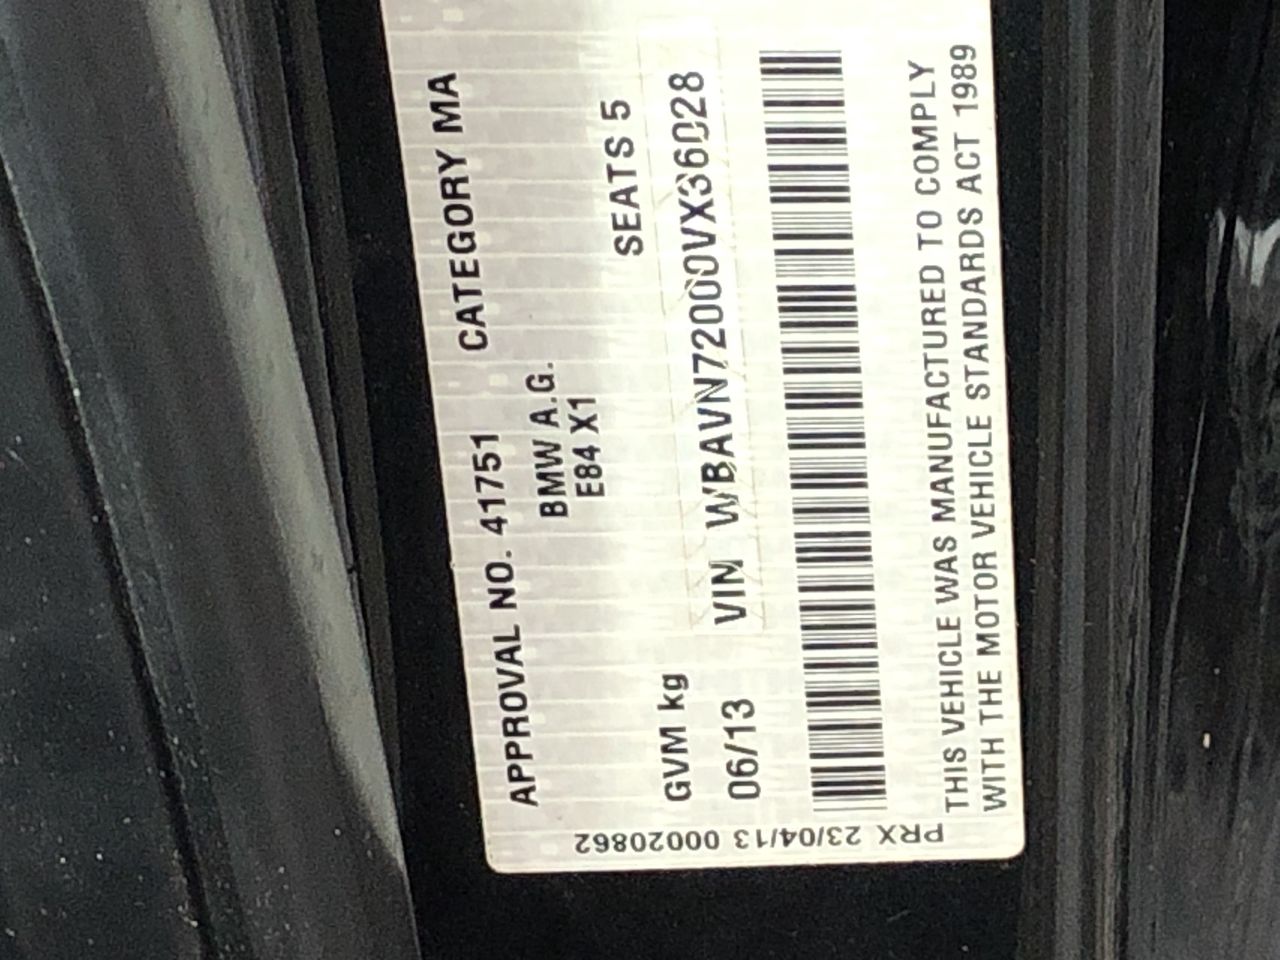 APPROVAL NO. 41751 CATEGORY MA
BMW A.G.
E84 X1
SEATS 5
GVM kg
06/13 VIN WBAVN72000VX36028
THIS VEHICLE WAS MANUFACTURED TO COMPLY
WITH THE MOTOR VEHICLE STANDARDS ACT 1989
PRX 23/04/13 00020862